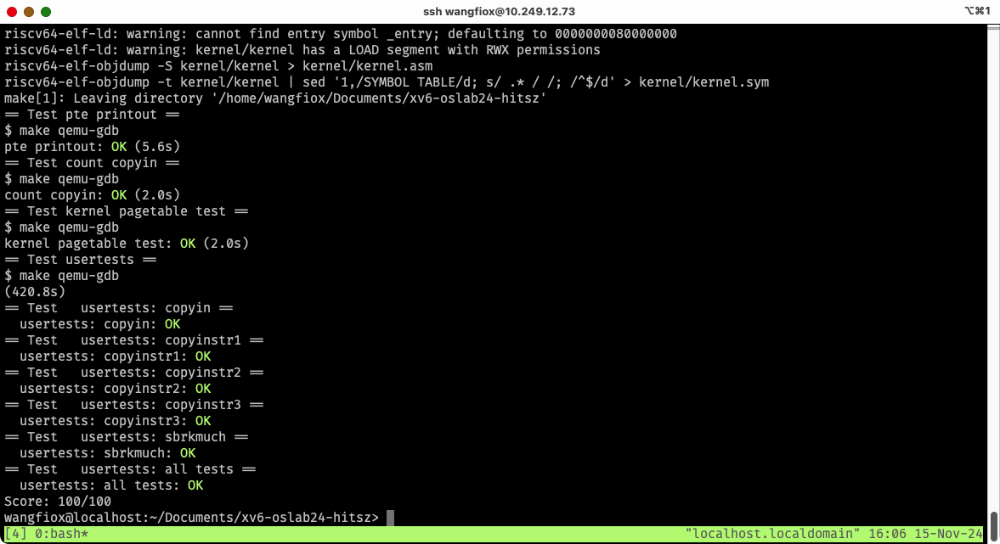 ssh wangfiox@10.249.12.73
⌥⌘1
riscv64-elf-ld: warning: cannot find entry symbol _entry; defaulting to 0000000080000000
riscv64-elf-ld: warning: kernel/kernel has a LOAD segment with RWX permissions
riscv64-elf-objdump -S kernel/kernel > kernel/kernel.asm
riscv64-elf-objdump -t kernel/kernel | sed '1,/SYMBOL TABLE/d; s/ .* / /; /^$/d' > kernel/kernel.sym
make[1]: Leaving directory '/home/wangfiox/Documents/xv6-oslab24-hitsz'
== Test pte printout ==
$ make qemu-gdb
pte printout: OK (5.6s)
== Test count copyin ==
$ make qemu-gdb
count copyin: OK (2.0s)
== Test kernel pagetable test ==
$ make qemu-gdb
kernel pagetable test: OK (2.0s)
== Test usertests ==
$ make qemu-gdb
(420.8s)
== Test   usertests: copyin ==
  usertests: copyin: OK
== Test   usertests: copyinstr1 ==
  usertests: copyinstr1: OK
== Test   usertests: copyinstr2 ==
  usertests: copyinstr2: OK
== Test   usertests: copyinstr3 ==
  usertests: copyinstr3: OK
== Test   usertests: sbrkmuch ==
  usertests: sbrkmuch: OK
== Test   usertests: all tests ==
  usertests: all tests: OK
Score: 100/100
wangfiox@localhost:~/Documents/xv6-oslab24-hitsz>
[4] 0:bash* "localhost.localdomain" 16:06 15-Nov-24